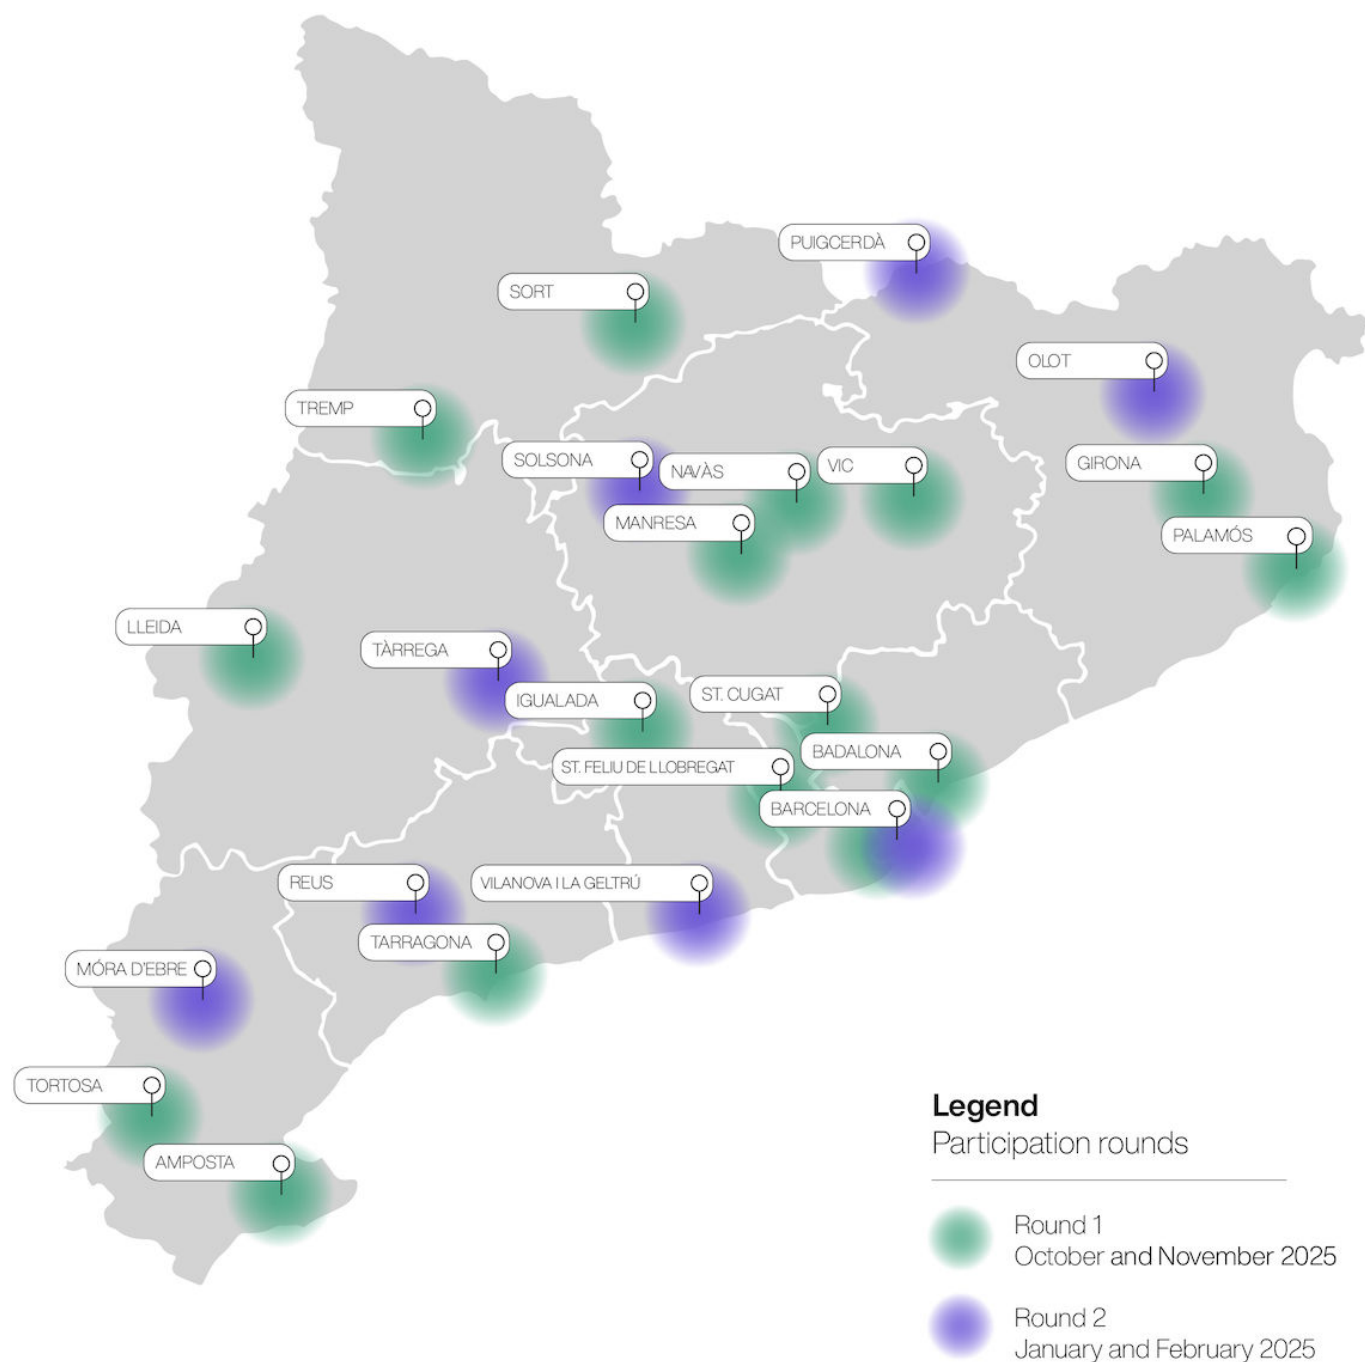 PUIGCERDÀ
SORT
OLOT
TREMP
SOLSONA
NAVÀS
VIC
GIRONA
MANRESA
PALAMÓS
LLEIDA
TÀRREGA
IGUALADA
ST. CUGAT
BADALONA
ST. FELIU DE LLOBREGAT
BARCELONA
REUS
VILANOVA I LA GELTRÚ
TARRAGONA
MÓRA D'EBRE
TORTOSA
AMPOSTA
Legend
Participation rounds
Round 1
October and November 2025
Round 2
January and February 2025